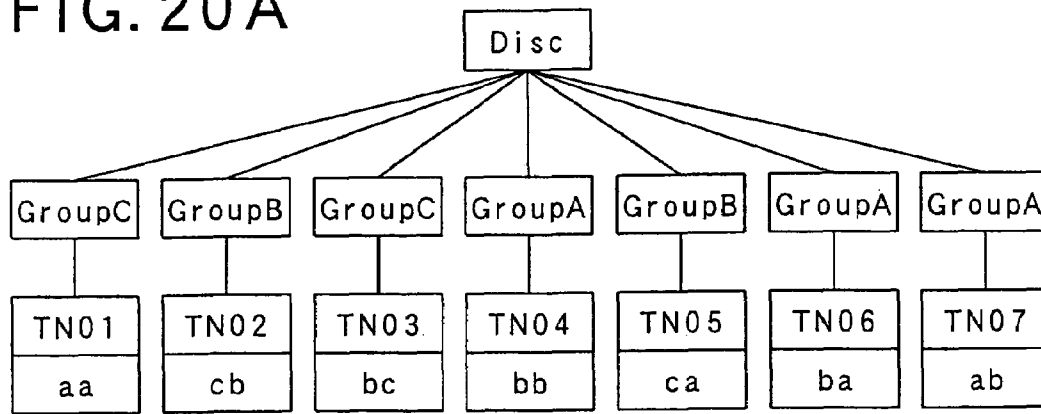 FIG. 20A
Disc
GroupC GroupB GroupC GroupA GroupB GroupA GroupA
TN01 TN02 TN03 TN04 TN05 TN06 TN07
aa cb bc bb ca ba ab